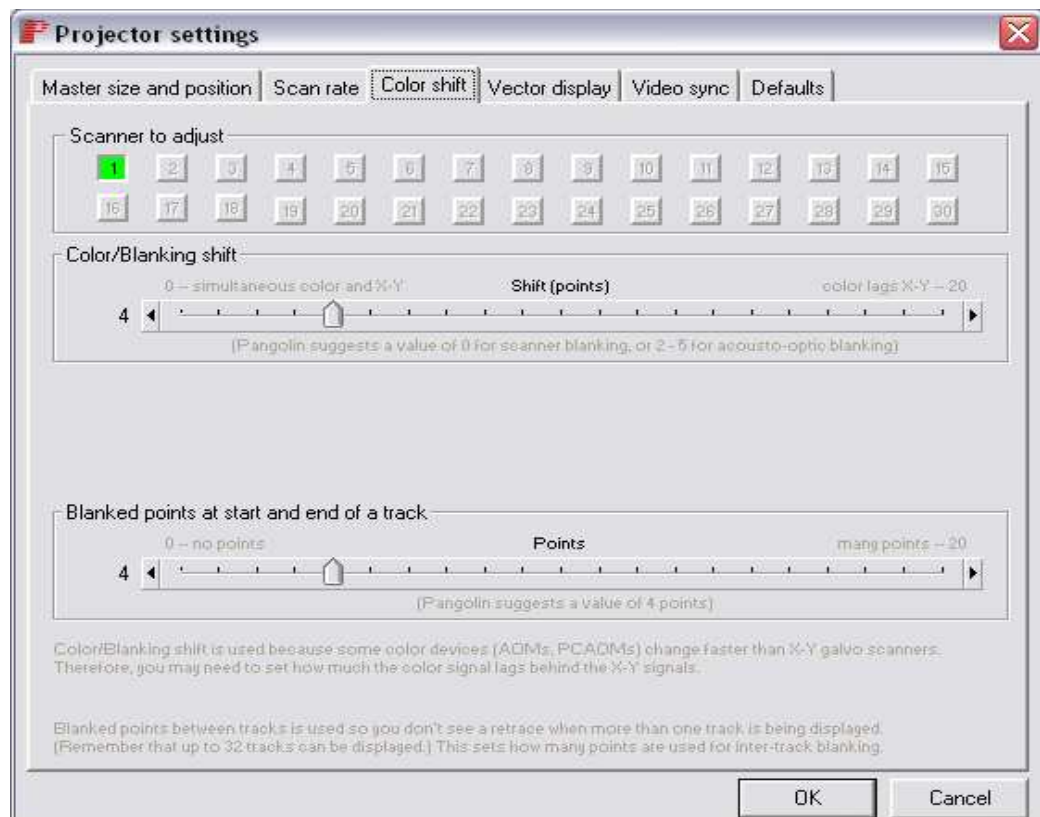 Projector settings
Master size and position Scan rate Color shift Vector display Video sync Defaults
Scanner to adjust
1 2 3 4 5 6 7 8 9 10 11 12 13 14 15
16 17 18 19 20 21 22 23 24 25 26 27 28 29 30
Color/Blanking shift
0 -- simultaneous color and X-Y Shift (points) color lags X-Y -- 20
4
(Pangolin suggests a value of 0 for scanner blanking, or 2 - 5 for acousto-optic blanking)
Blanked points at start and end of a track
0 -- no points Points many points -- 20
4
(Pangolin suggests a value of 4 points)
Color/Blanking shift is used because some color devices (AOMs, PCAOMs) change faster than X-Y galvo scanners.
Therefore, you may need to set how much the color signal lags behind the X-Y signals.
Blanked points between tracks is used so you don't see a retrace when more than one track is being displayed.
(Remember that up to 32 tracks can be displayed.) This sets how many points are used for inter-track blanking.
OK Cancel